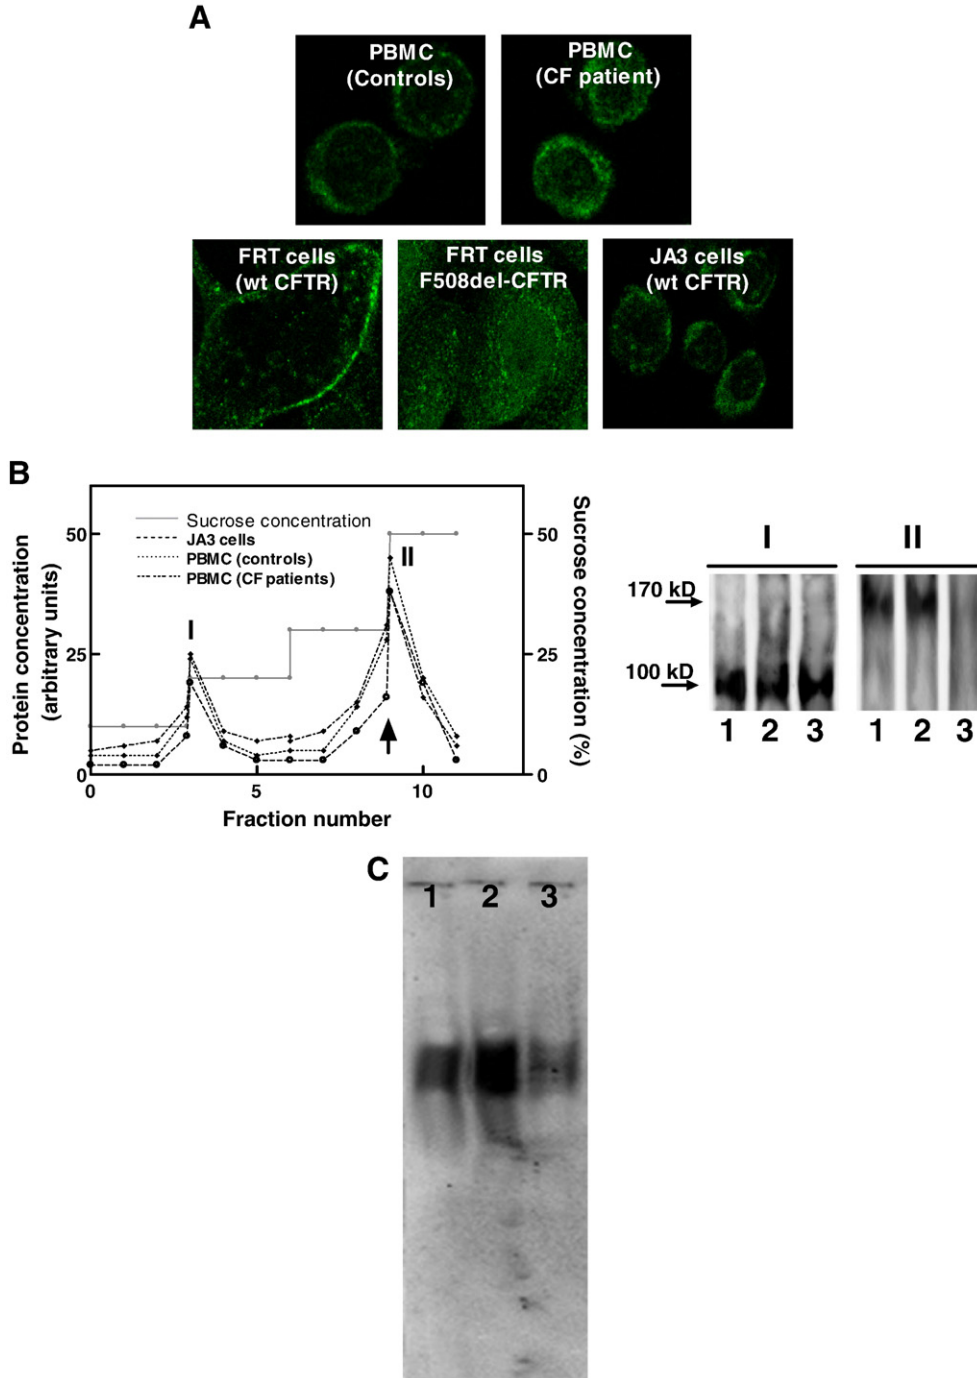 A
PBMC
(Controls)
PBMC
(CF patient)
FRT cells
(wt CFTR)
FRT cells
F508del-CFTR
JA3 cells
(wt CFTR)
B
Protein concentration
(arbitrary units)
50
25
0
Sucrose concentration
JA3 cells
PBMC (controls)
PBMC (CF patients)
I
II
50
25
0
Sucrose concentration (%)
0
5
10
Fraction number
I
II
170 kD
100 kD
1 2 3
1 2 3
C
1 2 3